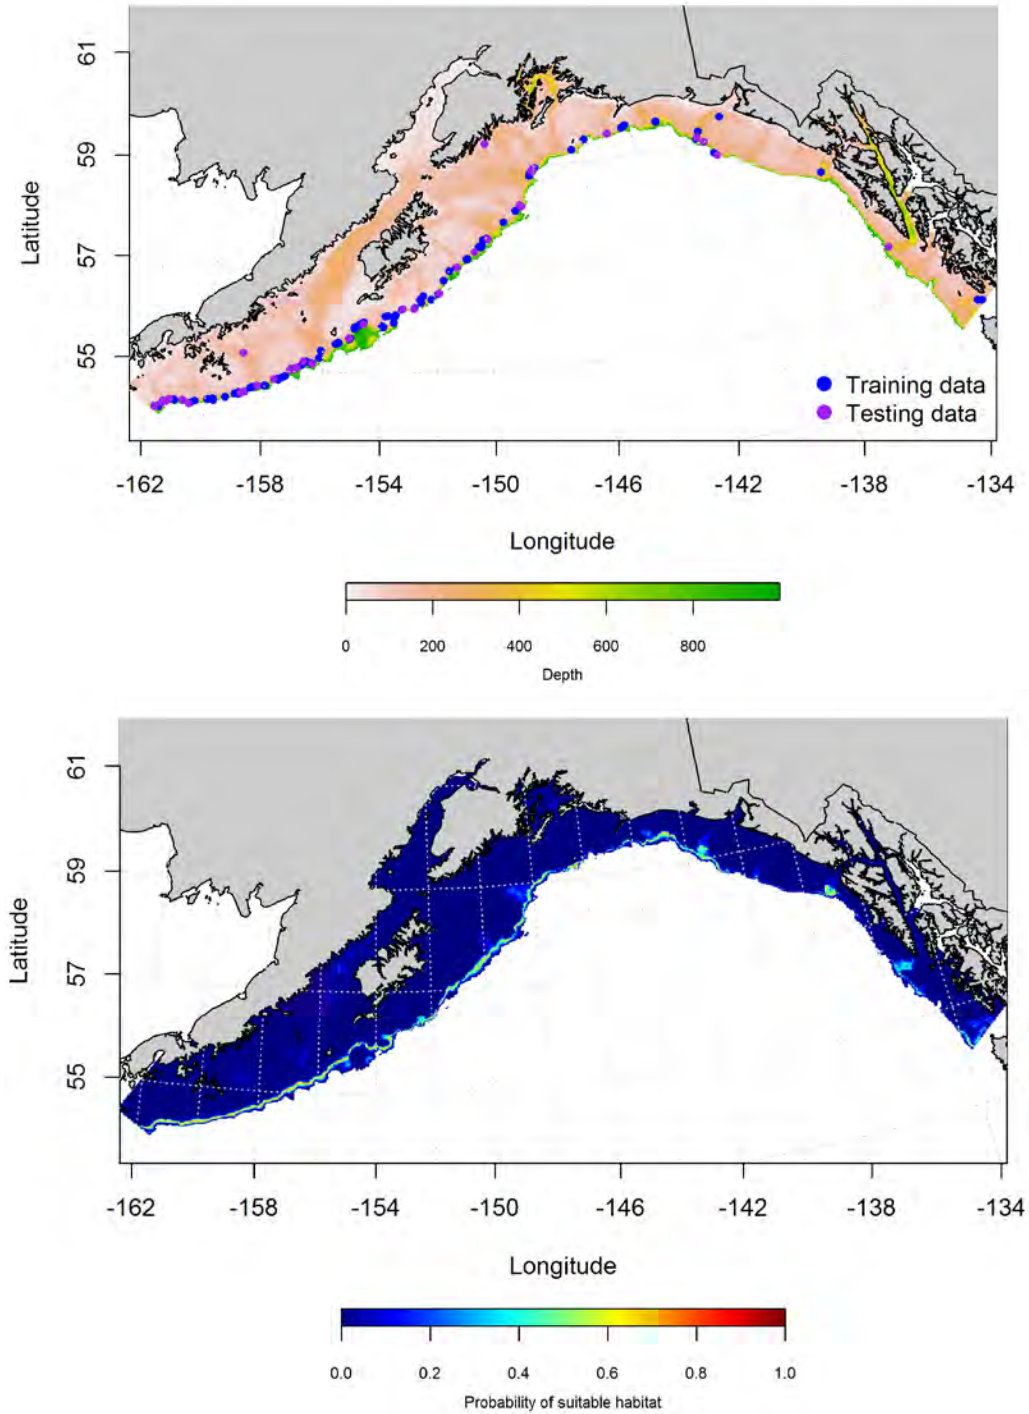 61
59
57
55
Latitude
Training data
Testing data
-162 -158 -154 -150 -146 -142 -138 -134
Longitude
0 200 400 600 800
Depth
61
59
57
55
Latitude
-162 -158 -154 -150 -146 -142 -138 -134
Longitude
0.0 0.2 0.4 0.6 0.8 1.0
Probability of suitable habitat